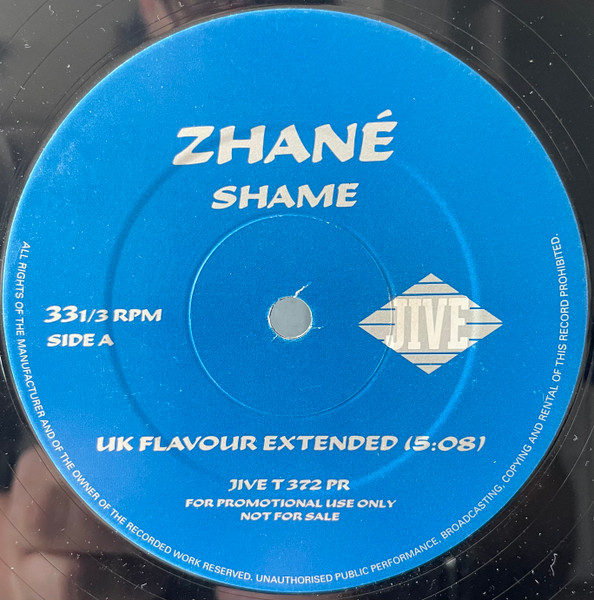 ZHANÉ
SHAME
33 1/3 RPM
SIDE A
JIVE
UK FLAVOUR EXTENDED (5:08)
JIVE T 372 PR
FOR PROMOTIONAL USE ONLY
NOT FOR SALE
ALL RIGHTS OF THE MANUFACTURER AND OF THE OWNER OF THE RECORDED WORK RESERVED. UNAUTHORISED PUBLIC PERFORMANCE, BROADCASTING, COPYING AND RENTAL OF THIS RECORD PROHIBITED.